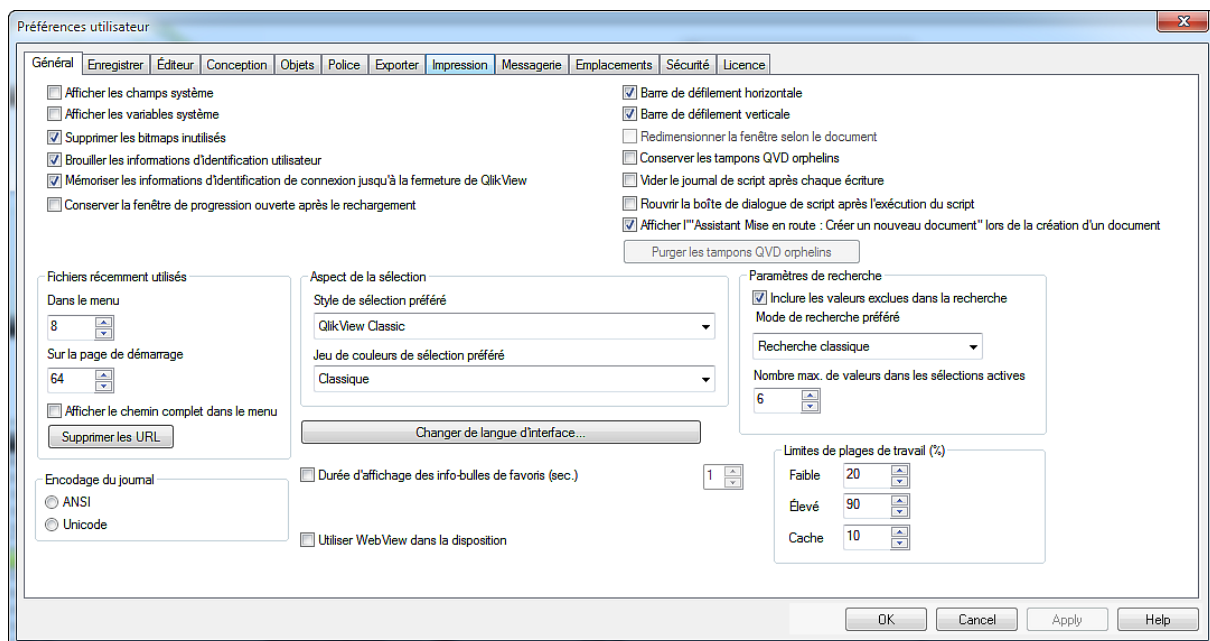 Préférences utilisateur
Général Enregistrer Éditeur Conception Objets Police Exporter Impression Messagerie Emplacements Sécurité Licence
Afficher les champs système
Afficher les variables système
Supprimer les bitmaps inutilisés
Brouiller les informations d'identification utilisateur
Mémoriser les informations d'identification de connexion jusqu'à la fermeture de QlikView
Conserver la fenêtre de progression ouverte après le rechargement
Barre de défilement horizontale
Barre de défilement verticale
Redimensionner la fenêtre selon le document
Conserver les tampons QVD orphelins
Vider le journal de script après chaque écriture
Rouvrir la boîte de dialogue de script après l'exécution du script
Afficher l'"Assistant Mise en route : Créer un nouveau document" lors de la création d'un document
Purger les tampons QVD orphelins
Fichiers récemment utilisés
Dans le menu
8
Sur la page de démarrage
64
Afficher le chemin complet dans le menu
Supprimer les URL
Encodage du journal
ANSI
Unicode
Aspect de la sélection
Style de sélection préféré
QlikView Classic
Jeu de couleurs de sélection préféré
Classique
Changer de langue d'interface...
Durée d'affichage des info-bulles de favoris (sec.) 1
Utiliser WebView dans la disposition
Paramètres de recherche
Inclure les valeurs exclues dans la recherche
Mode de recherche préféré
Recherche classique
Nombre max. de valeurs dans les sélections actives
6
Limites de plages de travail (%)
Faible 20
Élevé 90
Cache 10
OK Cancel Apply Help